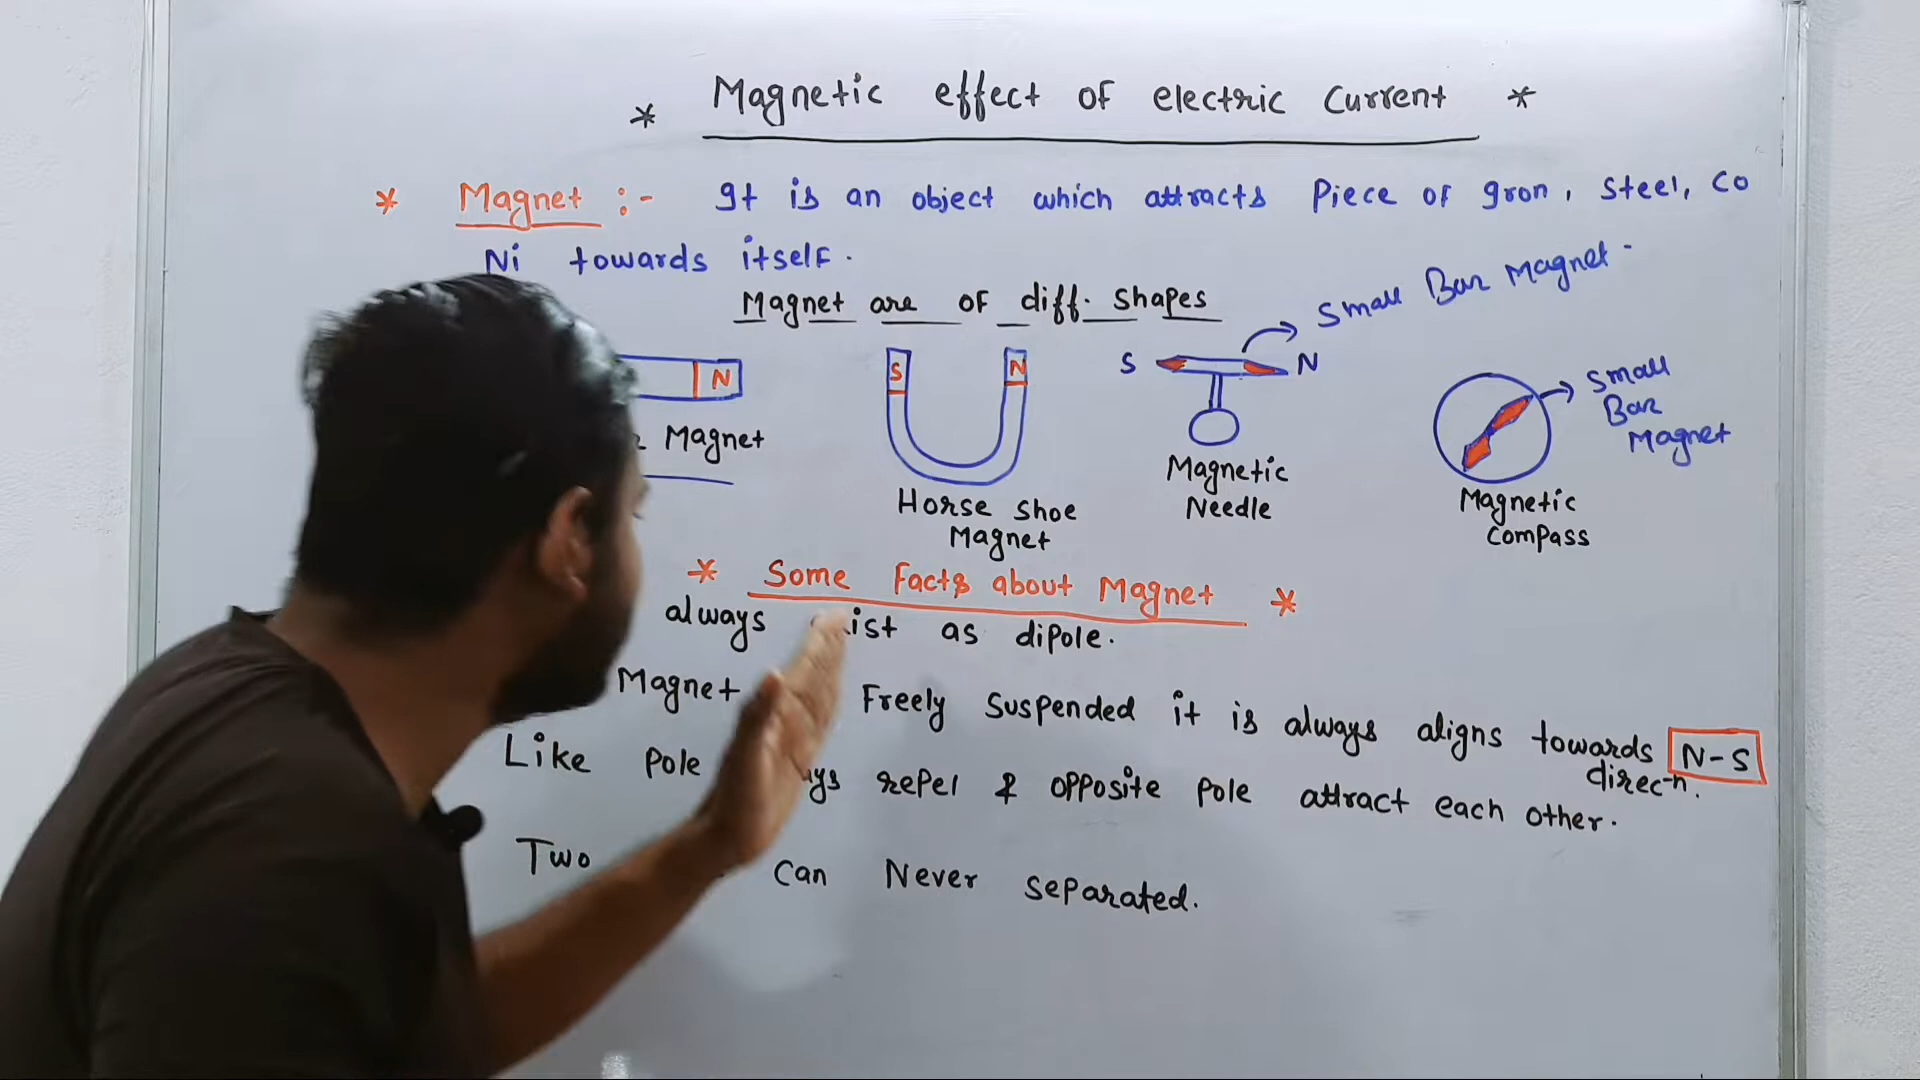 * Magnetic effect of electric current *
* Magnet :- It is an object which attracts Piece of Iron, Steel, Co
Ni towards itself.
Magnet are of diff. shapes
Small Bar Magnet.
N
Magnet
S N
Horse shoe
Magnet
S N
Magnetic
Needle
Small
Bar
Magnet
Magnetic
Compass
* Some Facts about Magnet *
always exist as dipole.
Magnet Freely suspended it is always aligns towards N-S
direcn.
Like pole repel & opposite pole attract each other.
Two can Never separated.